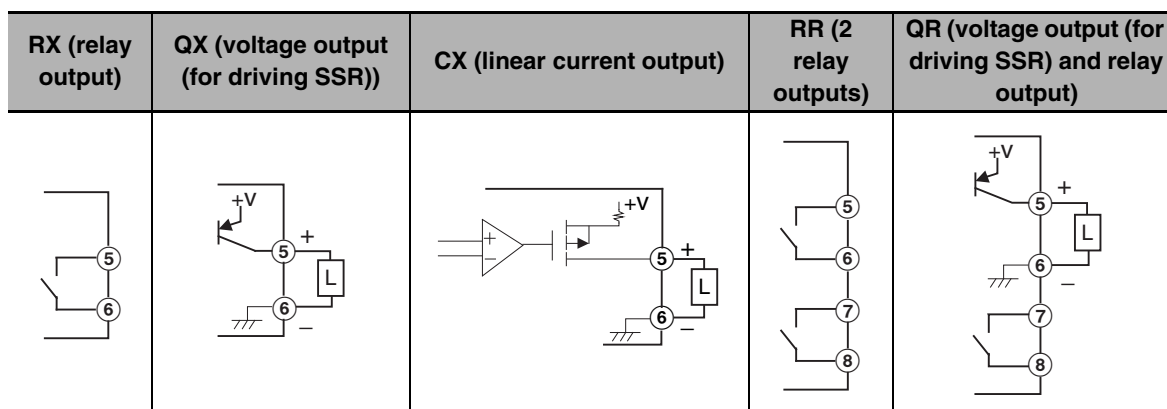 RX (relay
output)
QX (voltage output
(for driving SSR))
CX (linear current output)
RR (2
relay
outputs)
QR (voltage output (for
driving SSR) and relay
output)
5
6
+V
5
+
L
6
–
+
–
+V
5
+
L
6
–
5
6
7
8
+V
5
+
L
6
–
7
8